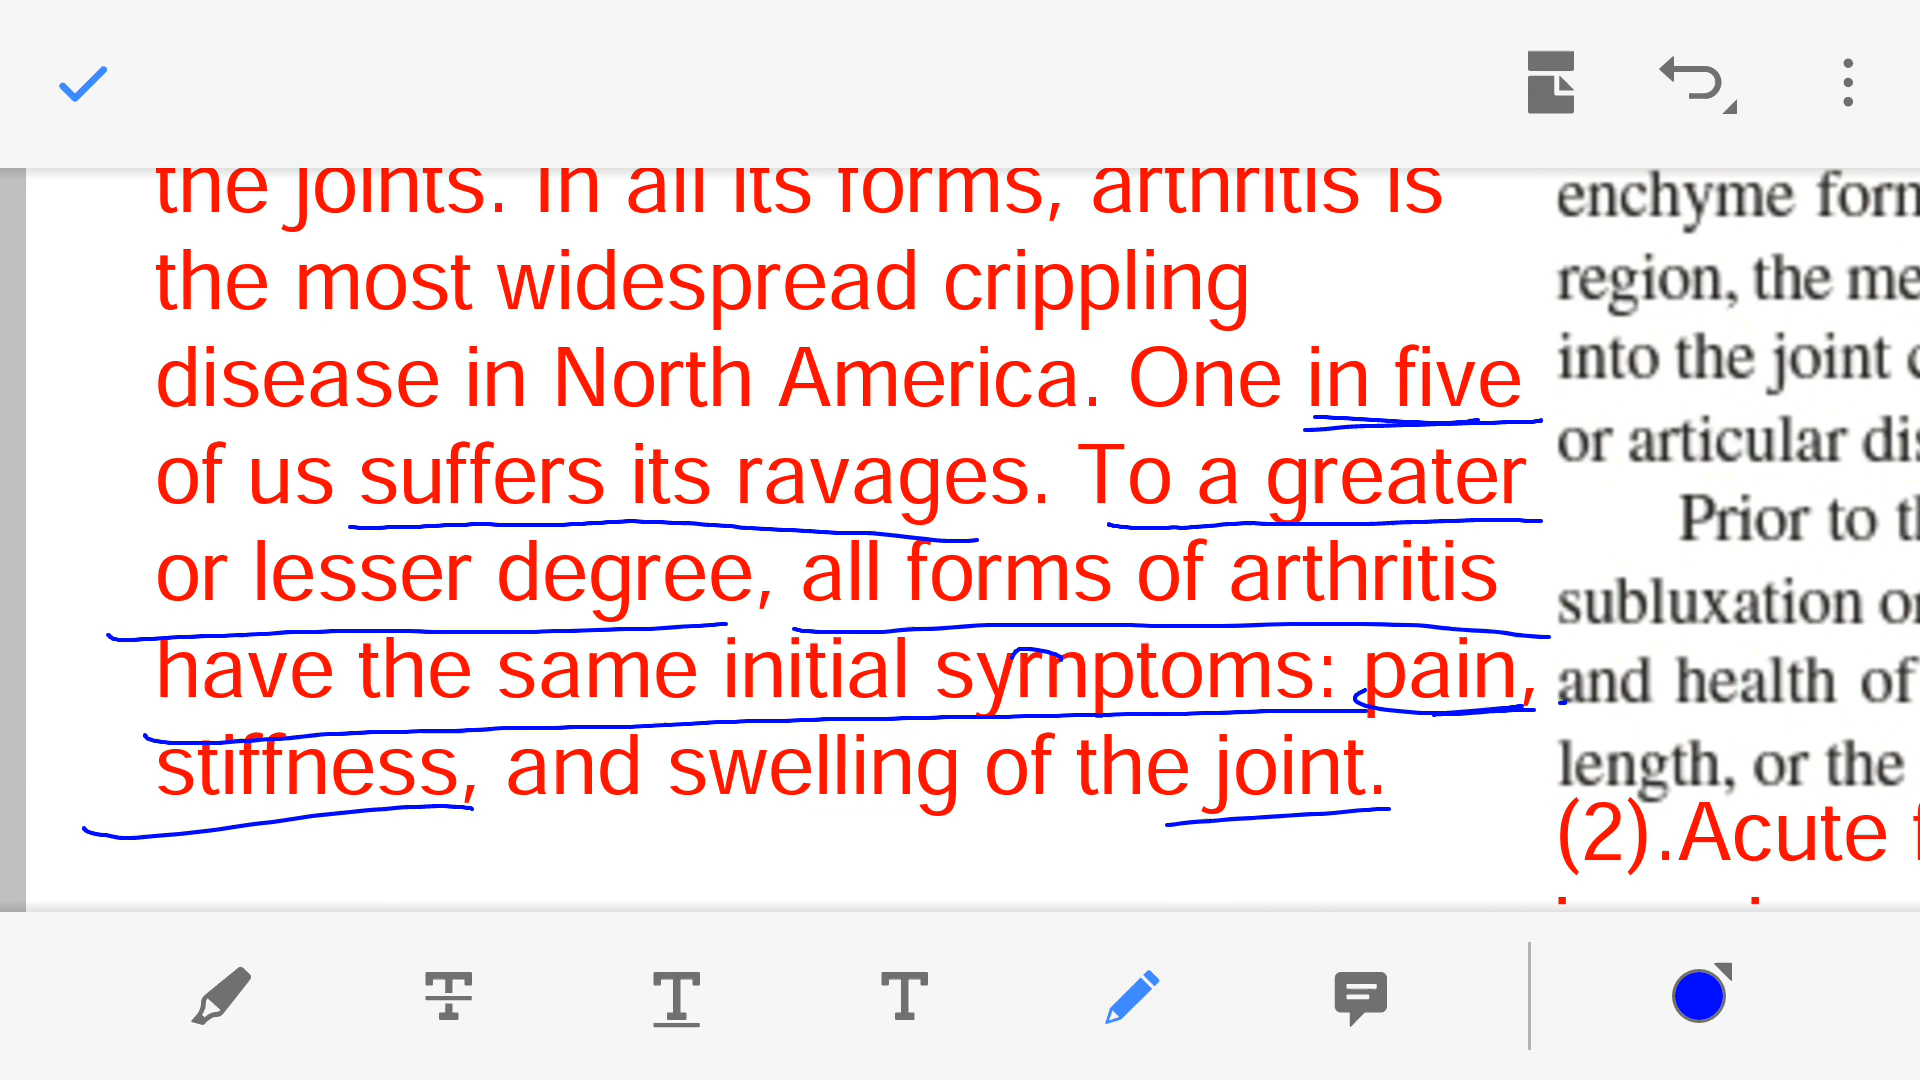 the joints. In all its forms, arthritis is
the most widespread crippling
disease in North America. One in five
of us suffers its ravages. To a greater
or lesser degree, all forms of arthritis
have the same initial symptoms: pain,
stiffness, and swelling of the joint.
enchyme form
region, the me
into the joint c
or articular dis
Prior to th
subluxation or
and health of
length, or the
(2).Acute f